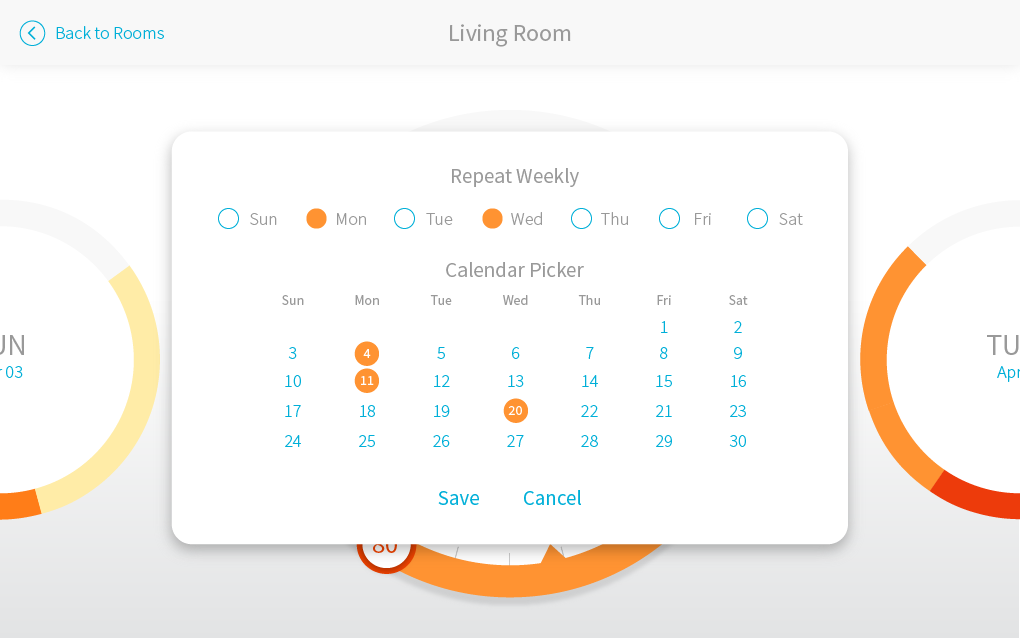 Back to Rooms
Living Room
Repeat Weekly
Sun Mon Tue Wed Thu Fri Sat
Calendar Picker
Sun Mon Tue Wed Thu Fri Sat
1 2
3 4 5 6 7 8 9
10 11 12 13 14 15 16
17 18 19 20 22 21 23
24 25 26 27 28 29 30
UN
03
TU
Apr
Save Cancel
80